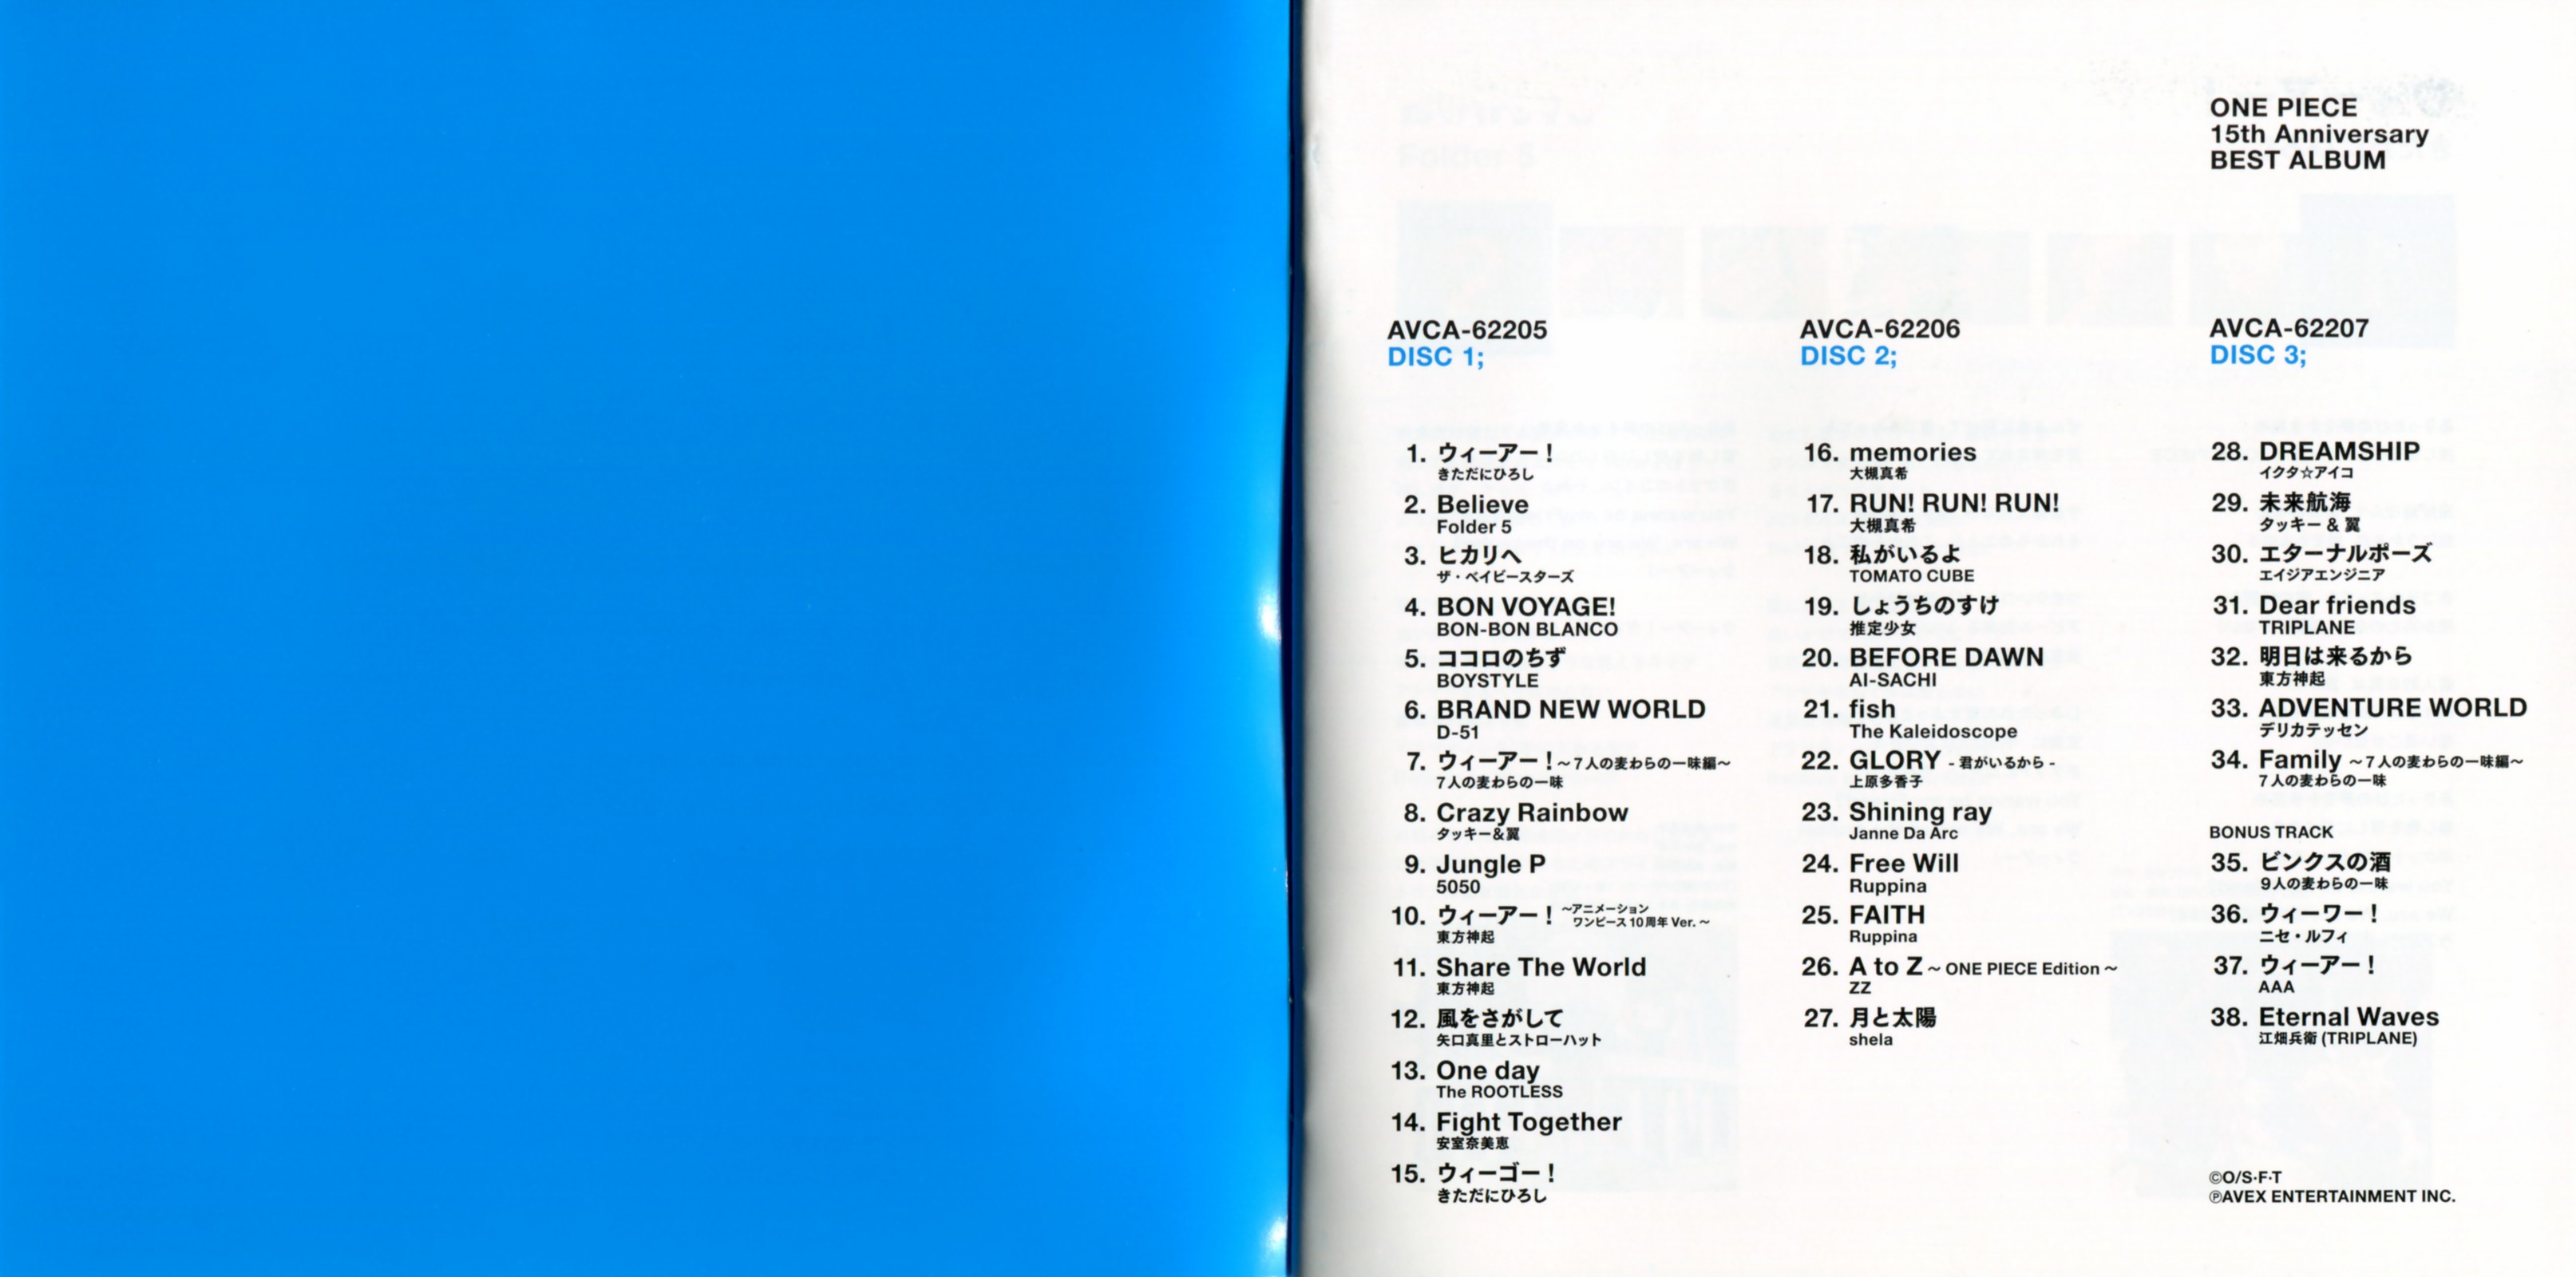 ONE PIECE
15th Anniversary
BEST ALBUM
AVCA-62205
DISC 1;
1. ウィーアー！
きただにひろし
2. Believe
Folder 5
3. ヒカリへ
ザ・ベイビースターズ
4. BON VOYAGE!
BON-BON BLANCO
5. ココロのちず
BOYSTYLE
6. BRAND NEW WORLD
D-51
7. ウィーアー！〜7人の麦わらの一味編〜
7人の麦わらの一味
8. Crazy Rainbow
タッキー&翼
9. Jungle P
5050
10. ウィーアー！〜アニメーション
ワンピース10周年 Ver.〜
東方神起
11. Share The World
東方神起
12. 風をさがして
矢口真里とストローハット
13. One day
The ROOTLESS
14. Fight Together
安室奈美恵
15. ウィーゴー！
きただにひろし
AVCA-62206
DISC 2;
16. memories
大槻真希
17. RUN! RUN! RUN!
大槻真希
18. 私がいるよ
TOMATO CUBE
19. しょうちのすけ
推定少女
20. BEFORE DAWN
AI-SACHI
21. fish
The Kaleidoscope
22. GLORY - 君がいるから -
上原多香子
23. Shining ray
Janne Da Arc
24. Free Will
Ruppina
25. FAITH
Ruppina
26. A to Z 〜 ONE PIECE Edition 〜
ZZ
27. 月と太陽
shela
AVCA-62207
DISC 3;
28. DREAMSHIP
イクタ☆アイコ
29. 未来航海
タッキー & 翼
30. エターナルポーズ
エイジアエンジニア
31. Dear friends
TRIPLANE
32. 明日は来るから
東方神起
33. ADVENTURE WORLD
デリカテッセン
34. Family 〜7人の麦わらの一味編〜
7人の麦わらの一味
BONUS TRACK
35. ビンクスの酒
9人の麦わらの一味
36. ウィーワー！
ニセ・ルフィ
37. ウィーアー！
AAA
38. Eternal Waves
江畑兵衛 (TRIPLANE)
©O/S·F·T
℗AVEX ENTERTAINMENT INC.